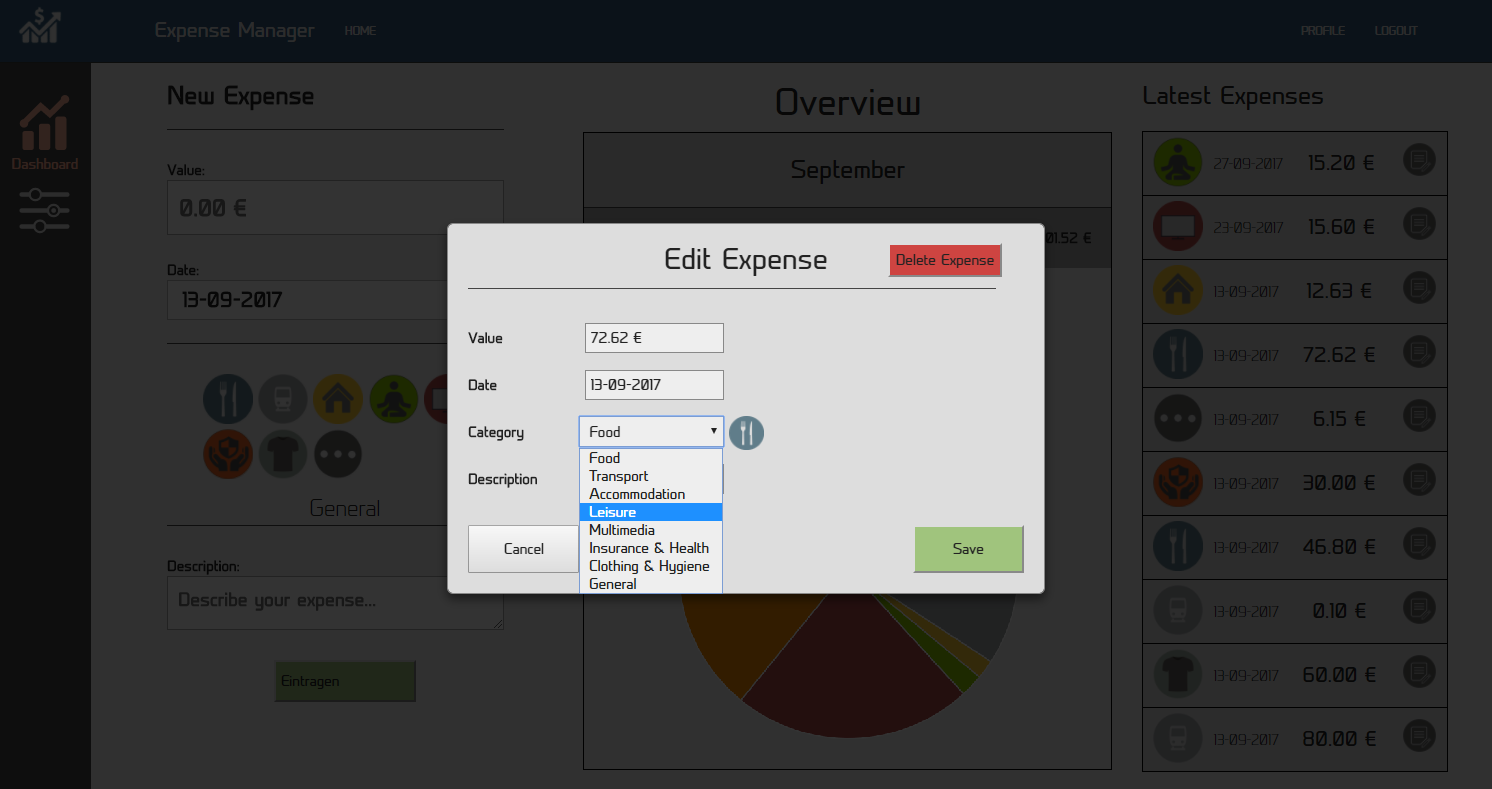 Expense Manager
HOME
PROFILE
LOGOUT
Dashboard
New Expense
Value:
0.00 €
Date:
13-09-2017
General
Description:
Describe your expense...
Eintragen
Overview
September
01.52 €
Edit Expense
Delete Expense
Value
72.62 €
Date
13-09-2017
Category
Food
Food
Transport
Accommodation
Leisure
Multimedia
Insurance & Health
Clothing & Hygiene
General
Description
Cancel
Save
Latest Expenses
27-09-2017 15.20 €
23-09-2017 15.60 €
13-09-2017 12.63 €
13-09-2017 72.62 €
13-09-2017 6.15 €
13-09-2017 30.00 €
13-09-2017 46.80 €
13-09-2017 0.10 €
13-09-2017 60.00 €
13-09-2017 80.00 €